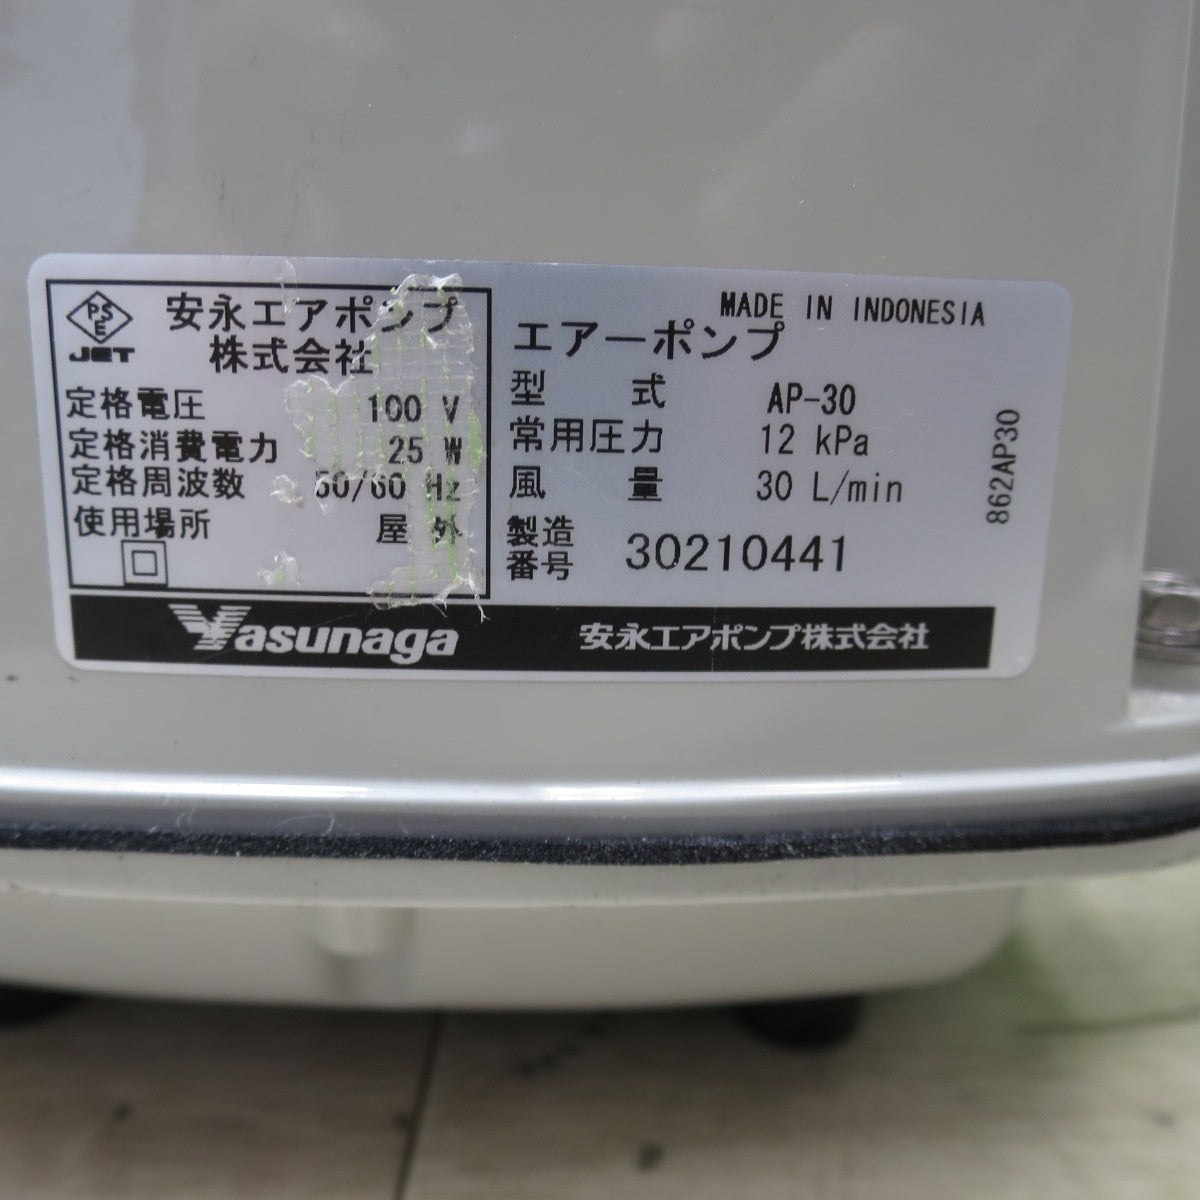 PSE
JET
安永エアポンプ
株式会社
定格電圧 100 V
定格消費電力 25 W
定格周波数 50/60 Hz
使用場所 屋 外
MADE IN INDONESIA
エアーポンプ
型 式 AP-30
常用圧力 12 kPa
風 量 30 L/min
製造番号 30210441
862AP30
Yasunaga 安永エアポンプ株式会社